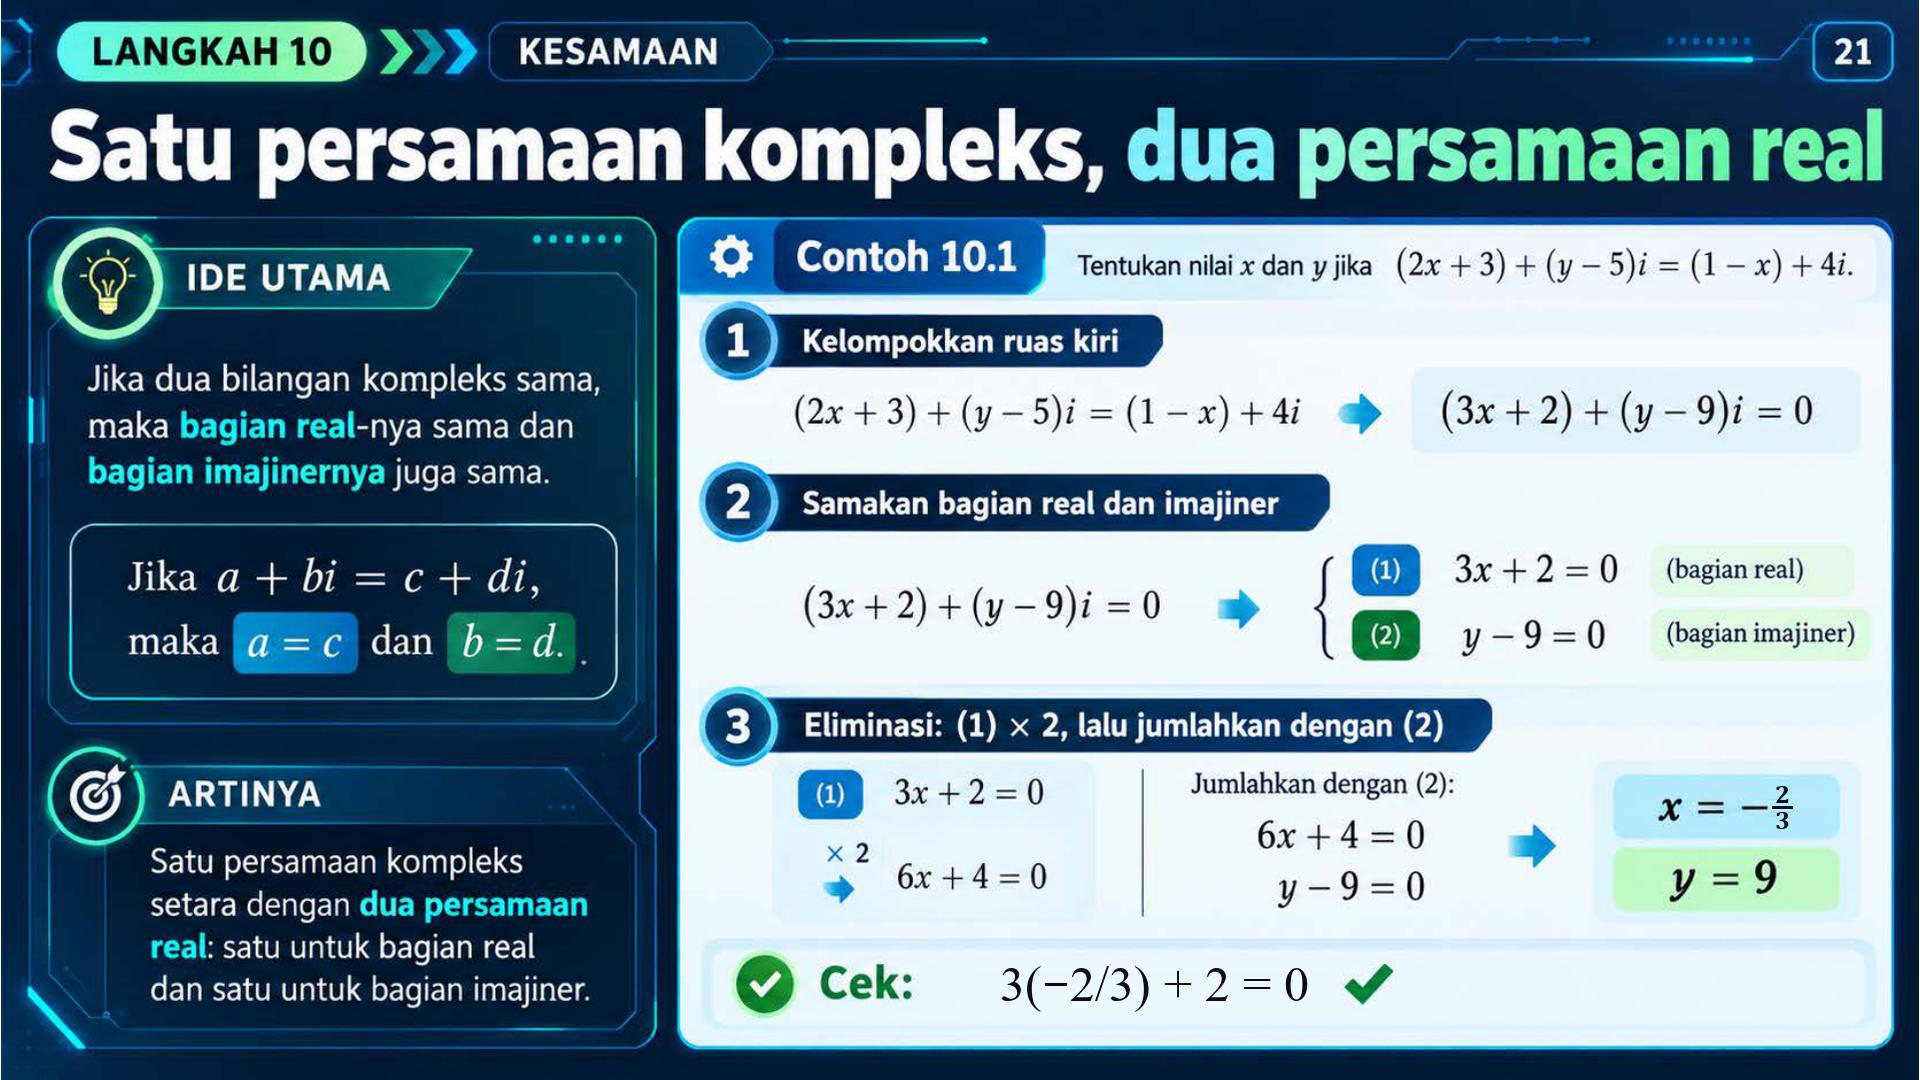 LANGKAH 10
KESAMAAN
21
Satu persamaan kompleks, dua persamaan real
IDE UTAMA
Jika dua bilangan kompleks sama,
maka bagian real-nya sama dan
bagian imajinernya juga sama.
Jika a + bi = c + di,
maka a = c dan b = d. .
ARTINYA
Satu persamaan kompleks
setara dengan dua persamaan
real: satu untuk bagian real
dan satu untuk bagian imajiner.
Contoh 10.1
Tentukan nilai x dan y jika (2x + 3) + (y − 5)i = (1 − x) + 4i.
1 Kelompokkan ruas kiri
(2x + 3) + (y − 5)i = (1 − x) + 4i (3x + 2) + (y − 9)i = 0
2 Samakan bagian real dan imajiner
(3x + 2) + (y − 9)i = 0
(1) 3x + 2 = 0 (bagian real)
(2) y − 9 = 0 (bagian imajiner)
3 Eliminasi: (1) × 2, lalu jumlahkan dengan (2)
(1) 3x + 2 = 0
× 2
6x + 4 = 0
Jumlahkan dengan (2):
6x + 4 = 0
y − 9 = 0
x = −2/3
y = 9
Cek: 3(−2/3) + 2 = 0 ✓